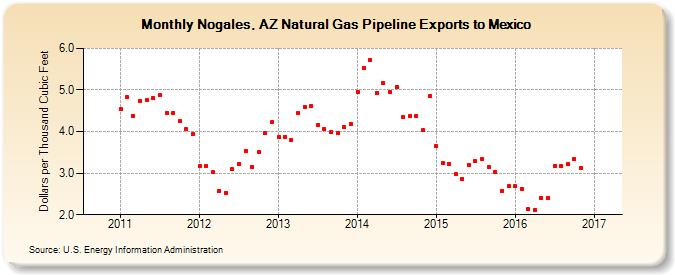 Monthly Nogales, AZ Natural Gas Pipeline Exports to Mexico
Dollars per Thousand Cubic Feet
6.0
5.0
4.0
3.0
2.0
2011 2012 2013 2014 2015 2016 2017
Source: U.S. Energy Information Administration